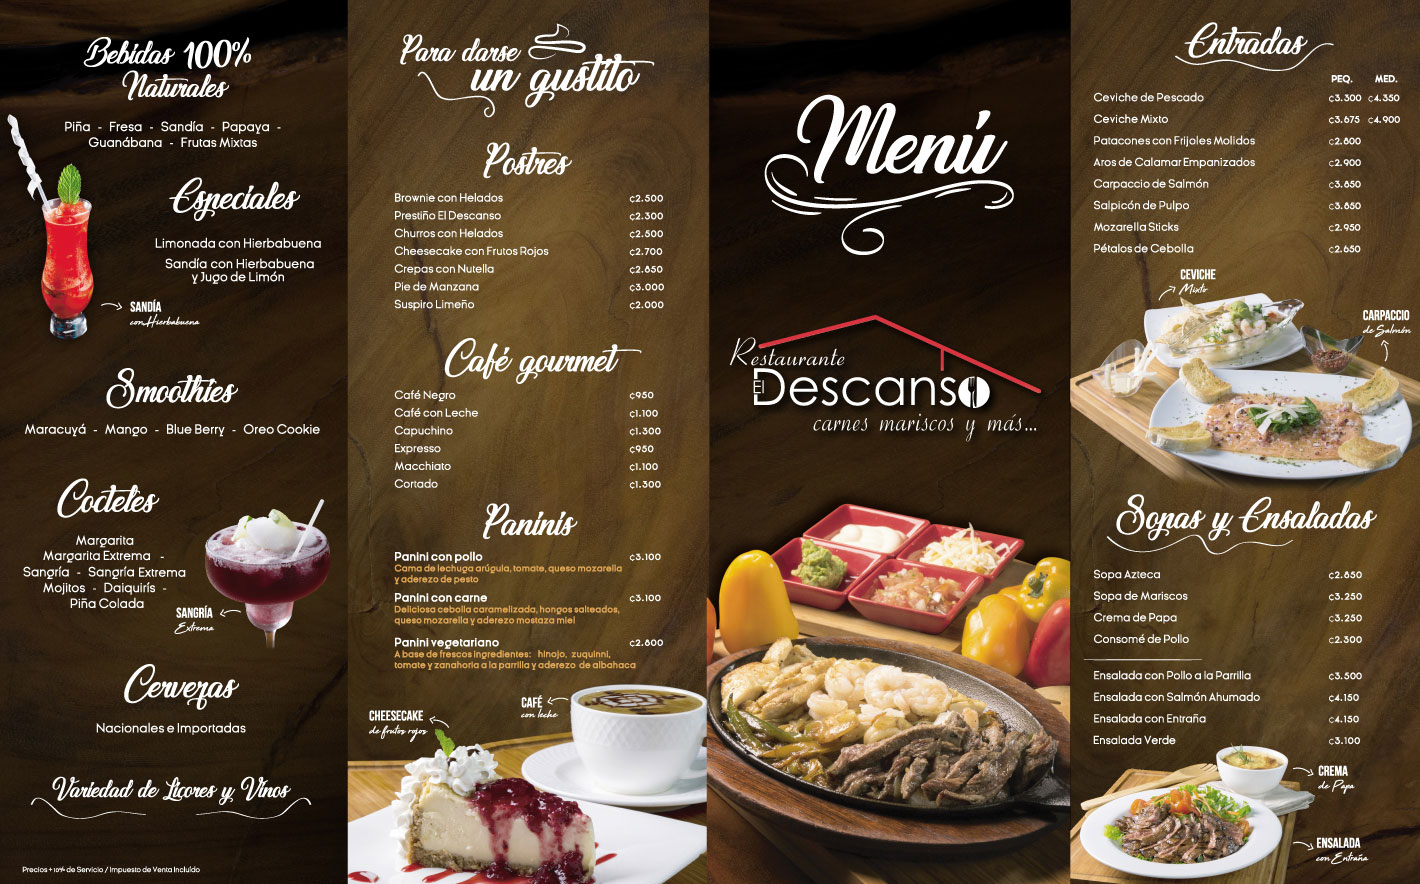 Bebidas 100%
Naturales
Piña - Fresa - Sandía - Papaya -
Guanábana - Frutas Mixtas
Especiales
Limonada con Hierbabuena
Sandía con Hierbabuena
y Jugo de Limón
SANDÍA
con Hierbabuena
Smoothies
Maracuyá - Mango - Blue Berry - Oreo Cookie
Cocteles
Margarita
Margarita Extrema -
Sangría - Sangría Extrema
Mojitos - Daiquirís -
Piña Colada
SANGRÍA
Extrema
Cervezas
Nacionales e Importadas
Variedad de Licores y Vinos
Precios + 10% de Servicio / Impuesto de Venta Incluído
Para darse
un gustito
Postres
Brownie con Helados ¢2.500
Prestiño El Descanso ¢2.300
Churros con Helados ¢2.500
Cheesecake con Frutos Rojos ¢2.700
Crepas con Nutella ¢2.850
Pie de Manzana ¢3.000
Suspiro Limeño ¢2.000
Café gourmet
Café Negro ¢950
Café con Leche ¢1.100
Capuchino ¢1.300
Expresso ¢950
Macchiato ¢1.100
Cortado ¢1.300
Paninis
Panini con pollo ¢3.100
Cama de lechuga arúgula, tomate, queso mozarella
y aderezo de pesto
Panini con carne ¢3.100
Deliciosa cebolla caramelizada, hongos salteados,
queso mozarella y aderezo mostaza miel
Panini vegetariano ¢2.800
A base de frescos ingredientes: hinojo, zuquinni,
tomate y zanahoria a la parrilla y aderezo de albahaca
CHEESECAKE
de frutos rojos
CAFÉ
con leche
Menú
Restaurante
El Descanso
carnes mariscos y más...
Entradas
PEQ. MED.
Ceviche de Pescado ¢3.300 ¢4.350
Ceviche Mixto ¢3.675 ¢4.900
Patacones con Frijoles Molidos ¢2.800
Aros de Calamar Empanizados ¢2.900
Carpaccio de Salmón ¢3.850
Salpicón de Pulpo ¢3.850
Mozarella Sticks ¢2.950
Pétalos de Cebolla ¢2.650
CEVICHE
Mixto
CARPACCIO
de Salmón
Sopas y Ensaladas
Sopa Azteca ¢2.850
Sopa de Mariscos ¢3.250
Crema de Papa ¢3.250
Consomé de Pollo ¢2.300
Ensalada con Pollo a la Parrilla ¢3.500
Ensalada con Salmón Ahumado ¢4.150
Ensalada con Entraña ¢4.150
Ensalada Verde ¢3.100
CREMA
de Papa
ENSALADA
con Entraña